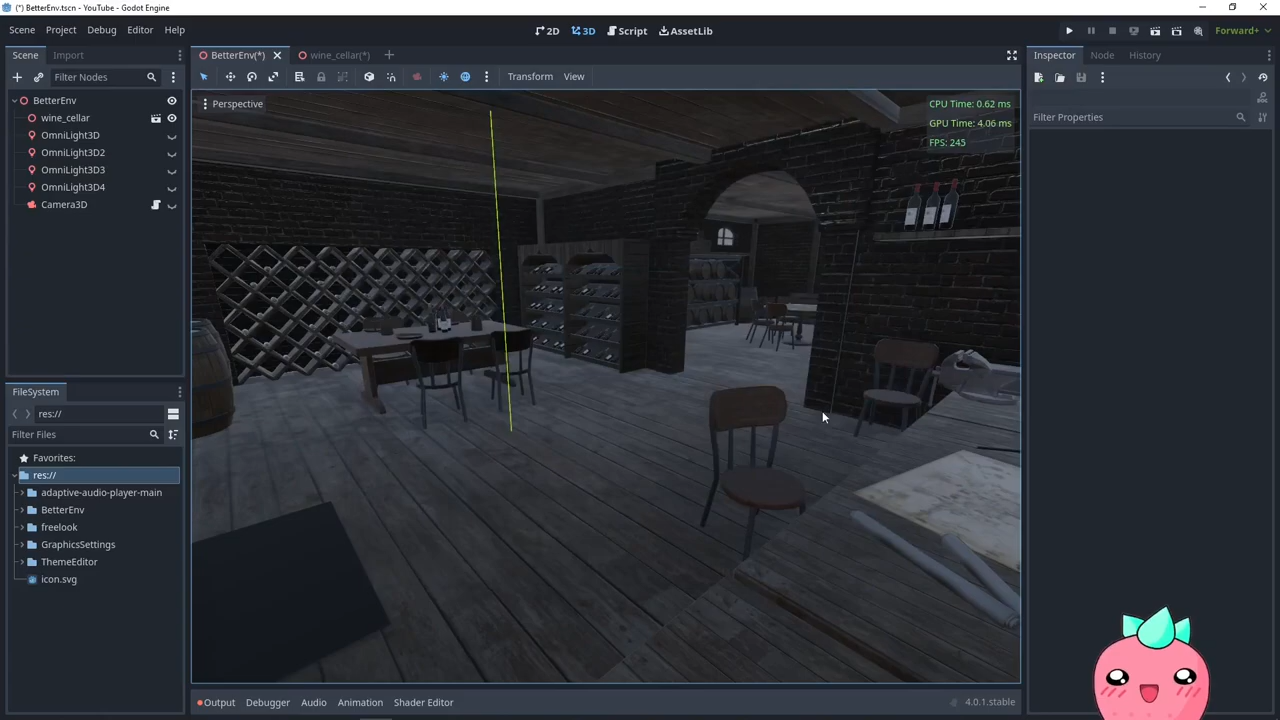 (*) BetterEnv.tscn - YouTube - Godot Engine
Scene Project Debug Editor Help
2D 3D Script AssetLib
Forward+
Scene Import
BetterEnv(*) wine_cellar(*)
Inspector Node History
Filter Nodes
Transform View
BetterEnv
wine_cellar
OmniLight3D
OmniLight3D2
OmniLight3D3
OmniLight3D4
Camera3D
Perspective
CPU Time: 0.62 ms
GPU Time: 4.06 ms
FPS: 245
Filter Properties
FileSystem
res://
Filter Files
Favorites:
res://
adaptive-audio-player-main
BetterEnv
freelook
GraphicsSettings
ThemeEditor
icon.svg
Output Debugger Audio Animation Shader Editor
4.0.1.stable